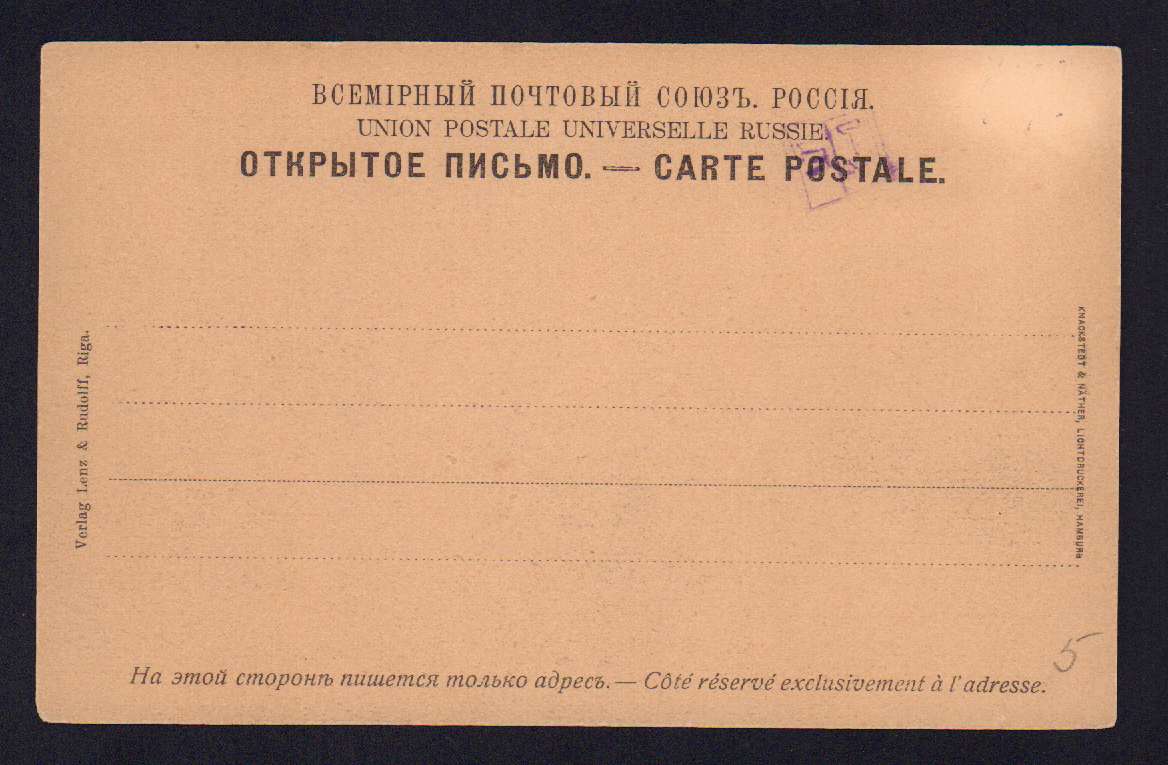 ВСЕМІРНЫЙ ПОЧТОВЫЙ СОЮЗЪ. РОССІЯ.
UNION POSTALE UNIVERSELLE RUSSIE.
ОТКРЫТОЕ ПИСЬМО. — CARTE POSTALE.
Verlag Lenz & Rudolff, Riga.
KNACKSTEDT & NÄTHER, LICHTDRUCKEREI, HAMBURG
На этой сторонѣ пишется только адресъ. — Côté réservé exclusivement à l'adresse.
5